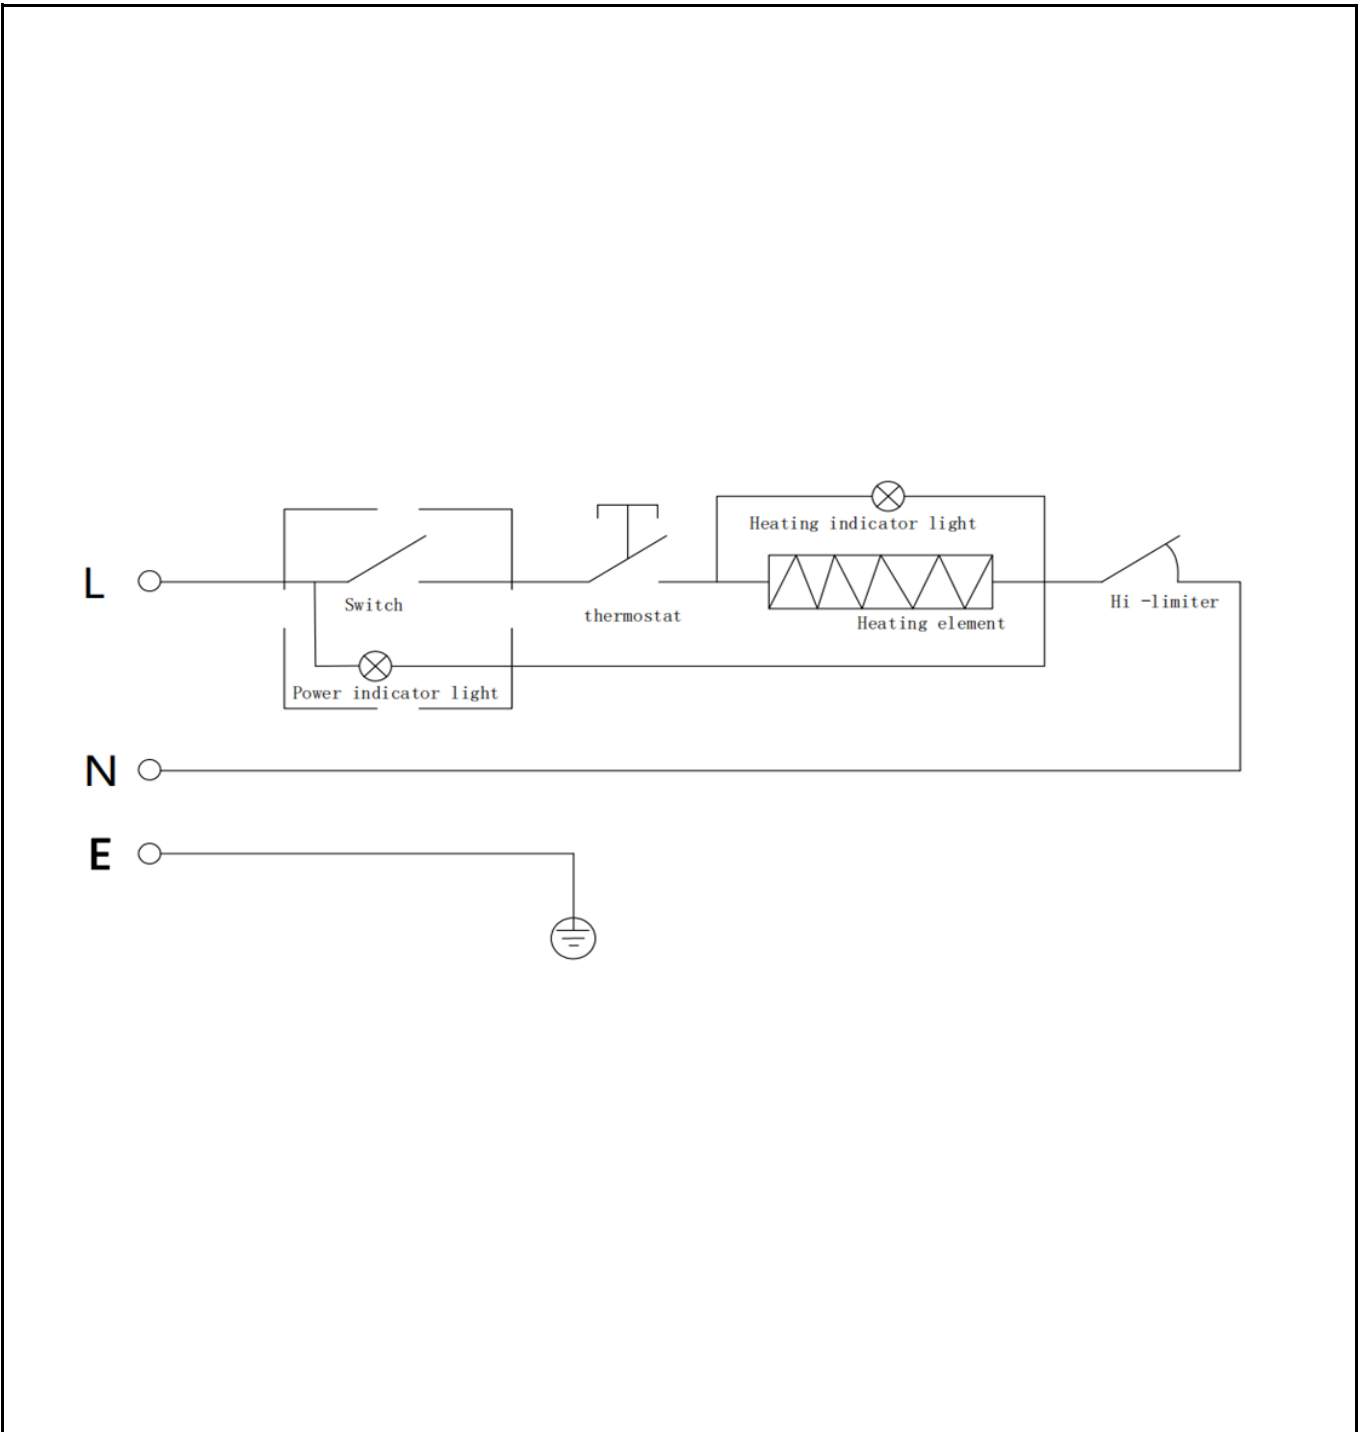 Heating indicator light
L
Switch
thermostat
Heating element
Hi -limiter
Power indicator light
N
E